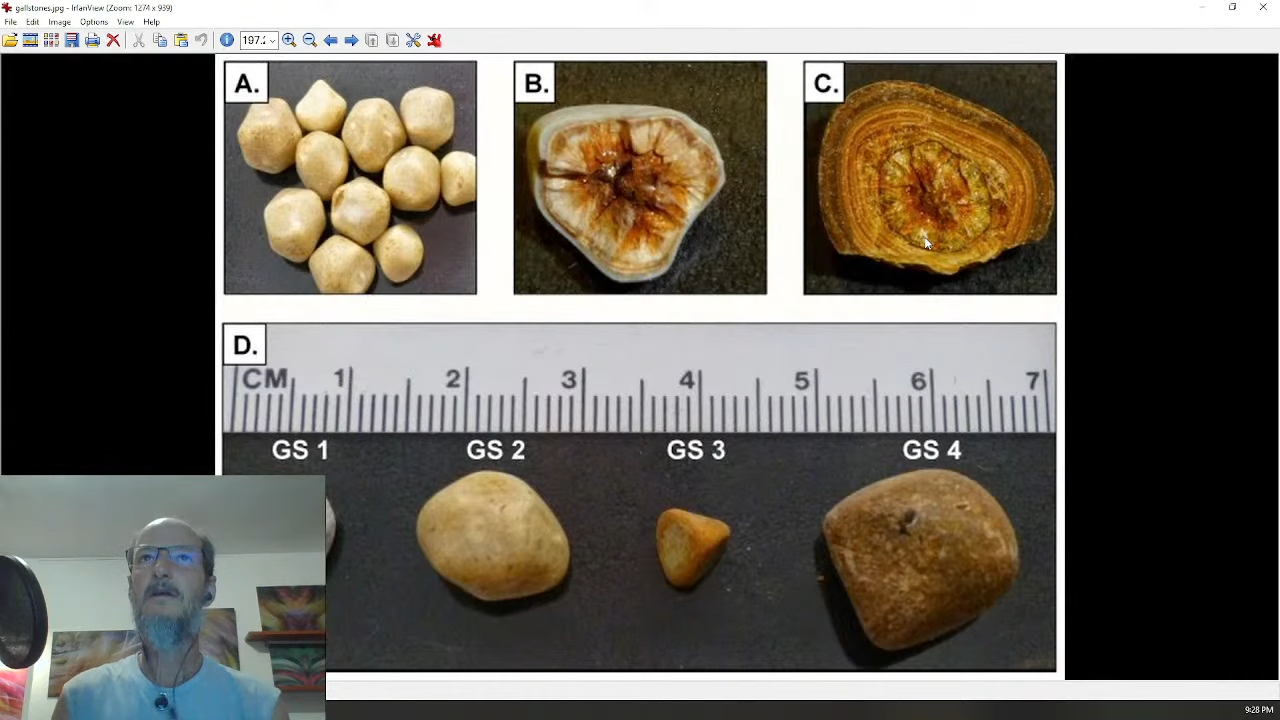 gallstones.jpg - IrfanView (Zoom: 1274 x 939)
File Edit Image Options View Help
197.
A. B. C.
D.
CM 1 2 3 4 5 6 7
GS 1 GS 2 GS 3 GS 4
9:28 PM